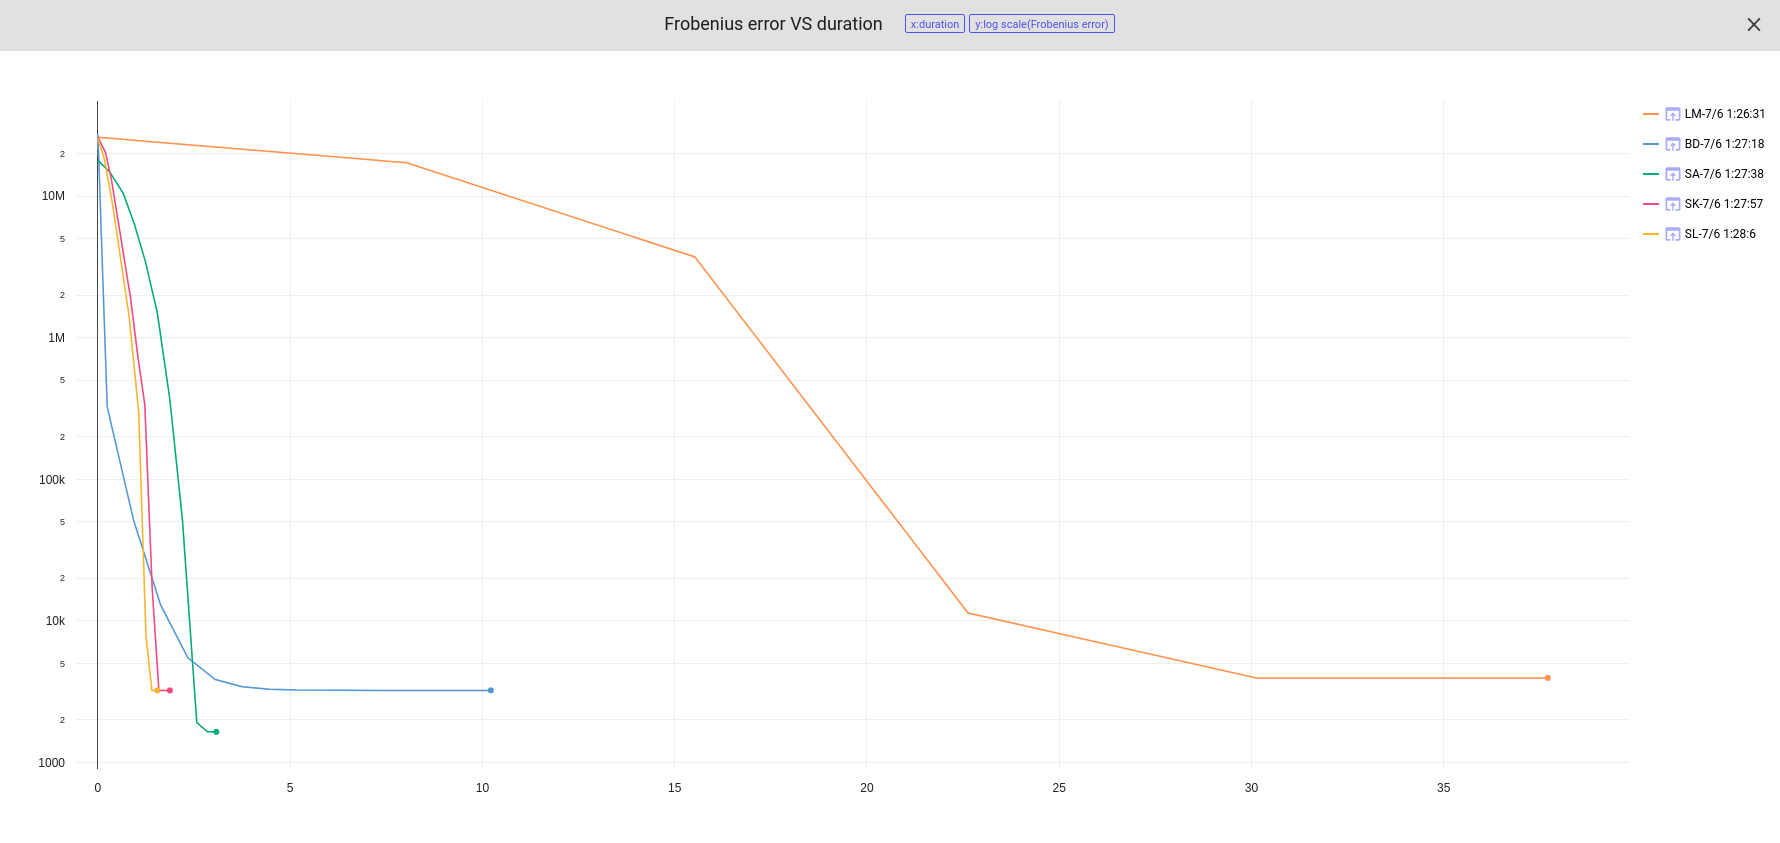 Frobenius error VS duration x:duration y:log scale(Frobenius error)
LM-7/6 1:26:31
BD-7/6 1:27:18
SA-7/6 1:27:38
SK-7/6 1:27:57
SL-7/6 1:28:6
2
10M
5
2
1M
5
2
100k
5
2
10k
5
2
1000
0 5 10 15 20 25 30 35